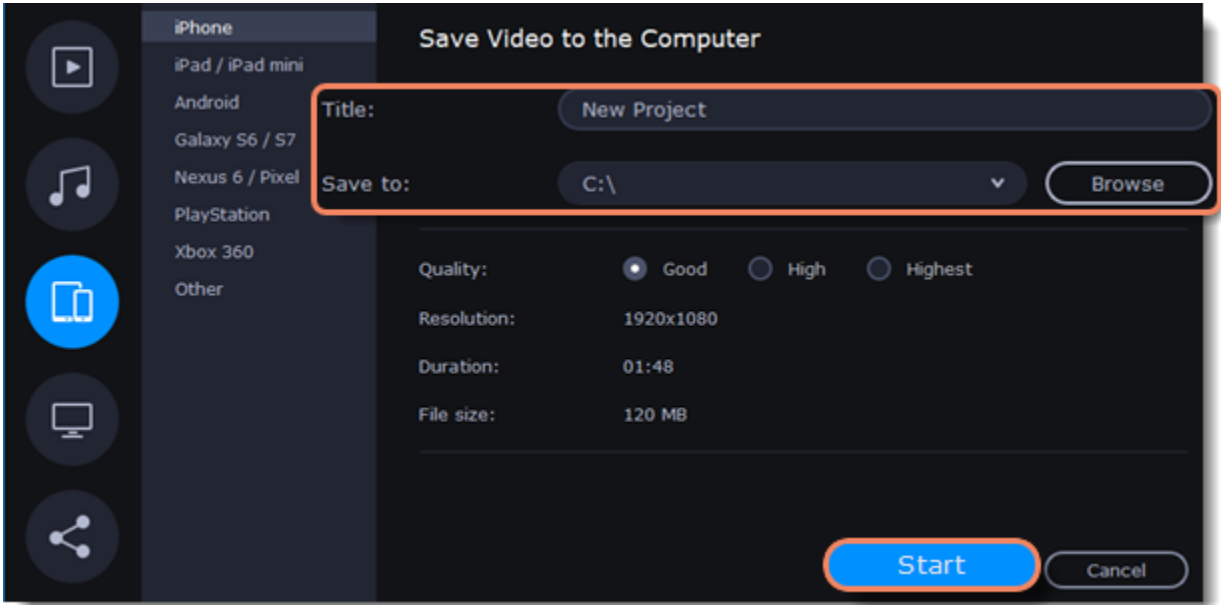 iPhone
iPad / iPad mini
Android
Galaxy S6 / S7
Nexus 6 / Pixel
PlayStation
Xbox 360
Other
Save Video to the Computer
Title: New Project
Save to: C:\ Browse
Quality: Good High Highest
Resolution: 1920x1080
Duration: 01:48
File size: 120 MB
Start Cancel